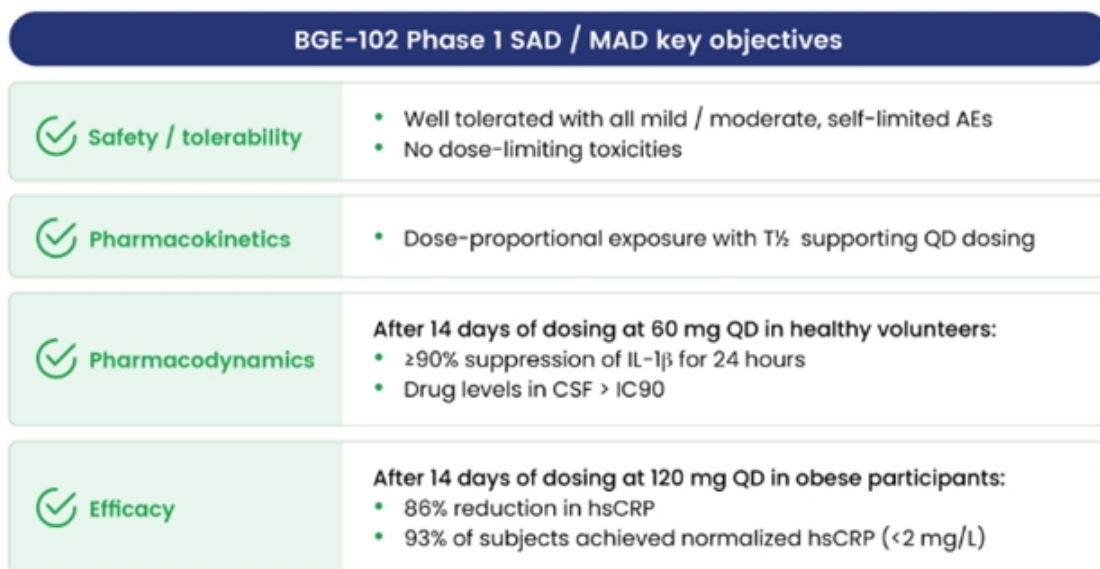 BGE-102 Phase 1 SAD / MAD key objectives
Safety / tolerability
• Well tolerated with all mild / moderate, self-limited AEs
• No dose-limiting toxicities
Pharmacokinetics
• Dose-proportional exposure with T½ supporting QD dosing
Pharmacodynamics
After 14 days of dosing at 60 mg QD in healthy volunteers:
• ≥90% suppression of IL-1β for 24 hours
• Drug levels in CSF > IC90
Efficacy
After 14 days of dosing at 120 mg QD in obese participants:
• 86% reduction in hsCRP
• 93% of subjects achieved normalized hsCRP (<2 mg/L)